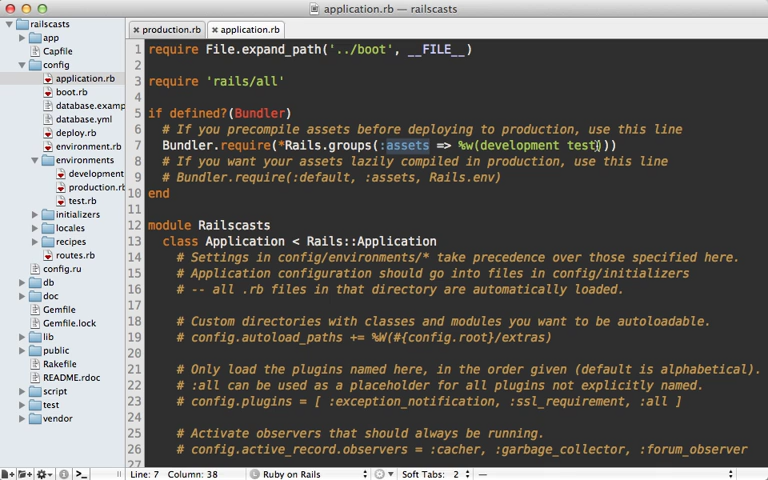 application.rb — railscasts
railscasts
app
Capfile
config
application.rb
boot.rb
database.examp
database.yml
deploy.rb
environment.rb
environments
development
production.rb
test.rb
initializers
locales
recipes
routes.rb
config.ru
db
doc
Gemfile
Gemfile.lock
lib
public
Rakefile
README.rdoc
script
test
vendor
production.rb application.rb
1 require File.expand_path('../boot', __FILE__)
2
3 require 'rails/all'
4
5 if defined?(Bundler)
6 # If you precompile assets before deploying to production, use this line
7 Bundler.require(*Rails.groups(:assets => %w(development test)))
8 # If you want your assets lazily compiled in production, use this line
9 # Bundler.require(:default, :assets, Rails.env)
10 end
11
12 module Railscasts
13 class Application < Rails::Application
14 # Settings in config/environments/* take precedence over those specified here.
15 # Application configuration should go into files in config/initializers
16 # -- all .rb files in that directory are automatically loaded.
17
18 # Custom directories with classes and modules you want to be autoloadable.
19 # config.autoload_paths += %W(#{config.root}/extras)
20
21 # Only load the plugins named here, in the order given (default is alphabetical).
22 # :all can be used as a placeholder for all plugins not explicitly named.
23 # config.plugins = [ :exception_notification, :ssl_requirement, :all ]
24
25 # Activate observers that should always be running.
26 # config.active_record.observers = :cacher, :garbage_collector, :forum_observer
27
Line: 7 Column: 38 Ruby on Rails Soft Tabs: 2 —